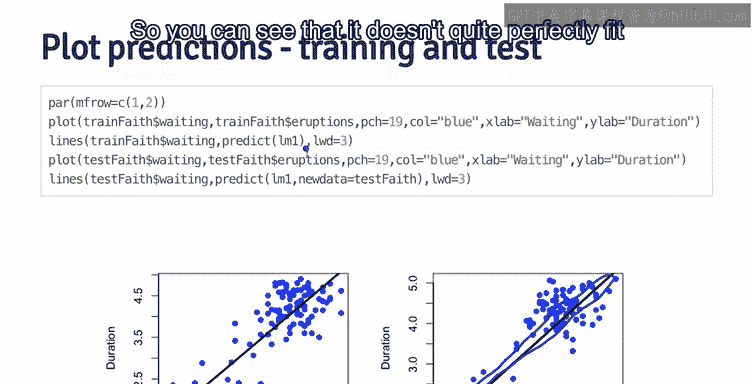 So you can see that it doesn't quite perfectly fit
Plot predictions - training and test
par(mfrow=c(1,2))
plot(trainFaith$waiting,trainFaith$eruptions,pch=19,col="blue",xlab="Waiting",ylab="Duration")
lines(trainFaith$waiting,predict(lm1),lwd=3)
plot(testFaith$waiting,testFaith$eruptions,pch=19,col="blue",xlab="Waiting",ylab="Duration")
lines(testFaith$waiting,predict(lm1,newdata=testFaith),lwd=3)
4.5
3.5
2.5
Duration
5.0
4.0
3.0
Duration